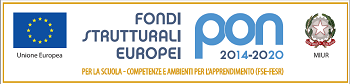 FONDI
STRUTTURALI
EUROPEI
pon
2014-2020
Unione Europea
MIUR
PER LA SCUOLA - COMPETENZE E AMBIENTI PER L'APPRENDIMENTO (FSE-FESR)